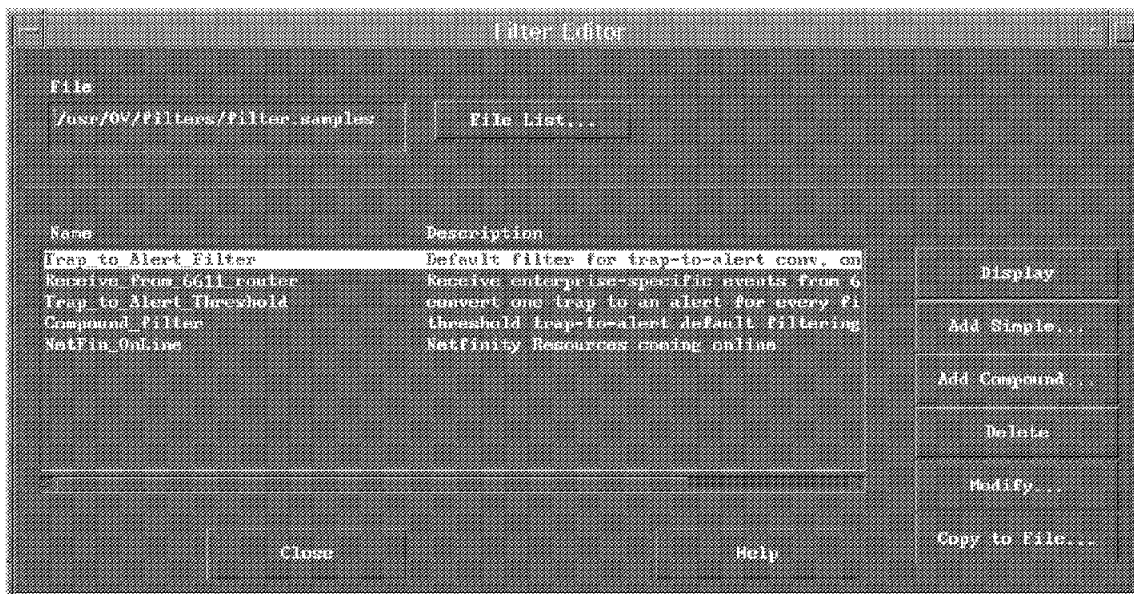 Filter Editor
File
/usr/OV/filters/filter.samples
File List...
Name Description
Trap_to_Alert_Filter Default filter for trap-to-alert conv. on
Receive_from_6611_router Receive enterprise-specific events from 6
Trap_to_Alert_Threshold convert one trap to an alert for every fi
Compound_filter threshold trap-to-alert default filtering
NetFin_OnLine Netfinity Resources coming online
Display
Add Simple...
Add Compound...
Delete
Modify...
Copy to File...
Close
Help